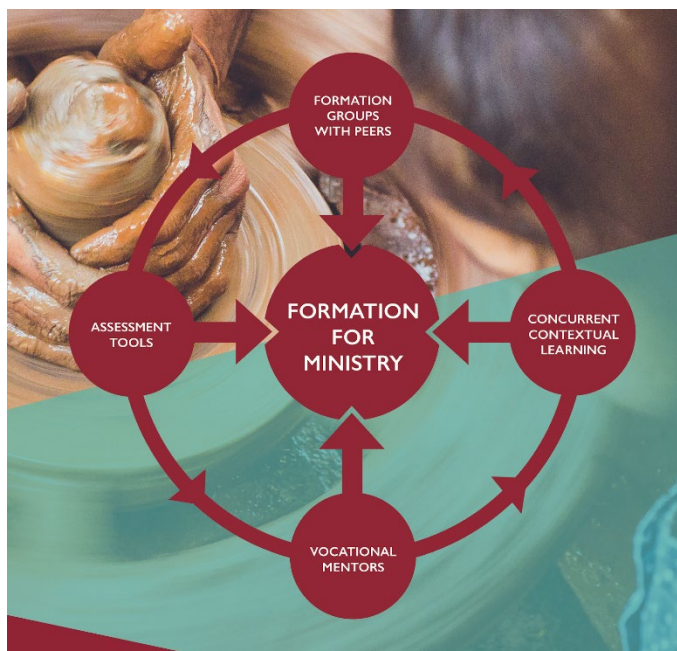 FORMATION
GROUPS
WITH PEERS
ASSESSMENT
TOOLS
FORMATION
FOR
MINISTRY
CONCURRENT
CONTEXTUAL
LEARNING
VOCATIONAL
MENTORS